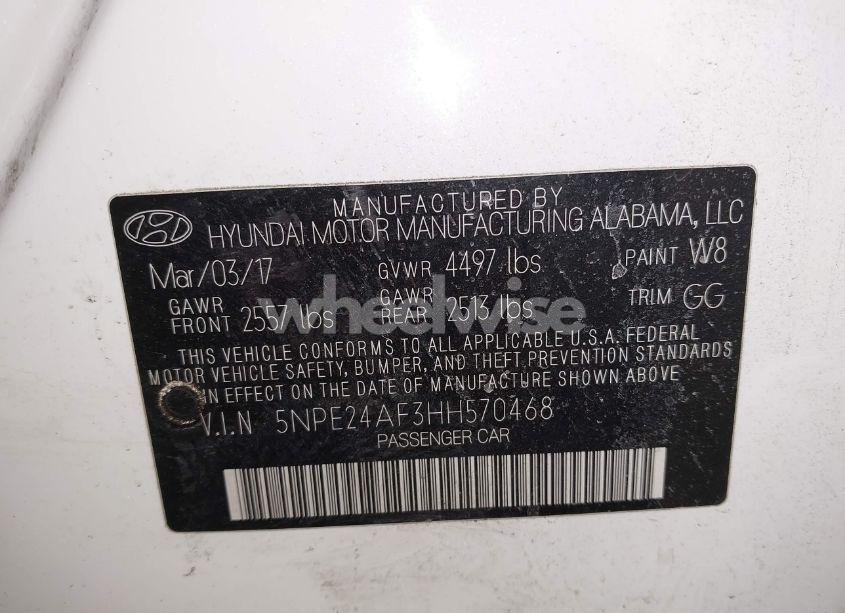 MANUFACTURED BY
HYUNDAI MOTOR MANUFACTURING ALABAMA, LLC
Mar/03/17 GVWR 4497 lbs PAINT W8
GAWR FRONT 2557 lbs GAWR REAR 2513 lbs TRIM GG
wheelwise
THIS VEHICLE CONFORMS TO ALL APPLICABLE U.S.A. FEDERAL
MOTOR VEHICLE SAFETY, BUMPER, AND THEFT PREVENTION STANDARDS
IN EFFECT ON THE DATE OF MANUFACTURE SHOWN ABOVE
V.I.N 5NPE24AF3HH570468
PASSENGER CAR